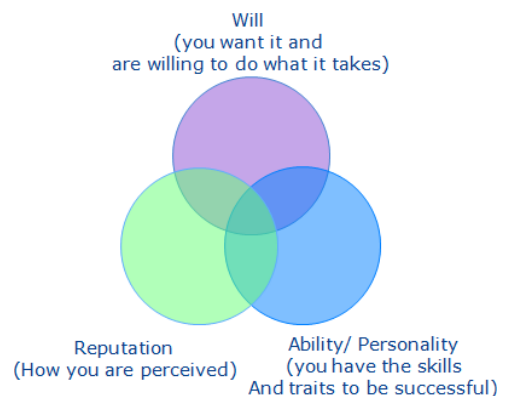 Will
(you want it and
are willing to do what it takes)
Reputation
(How you are perceived)
Ability/ Personality
(you have the skills
And traits to be successful)